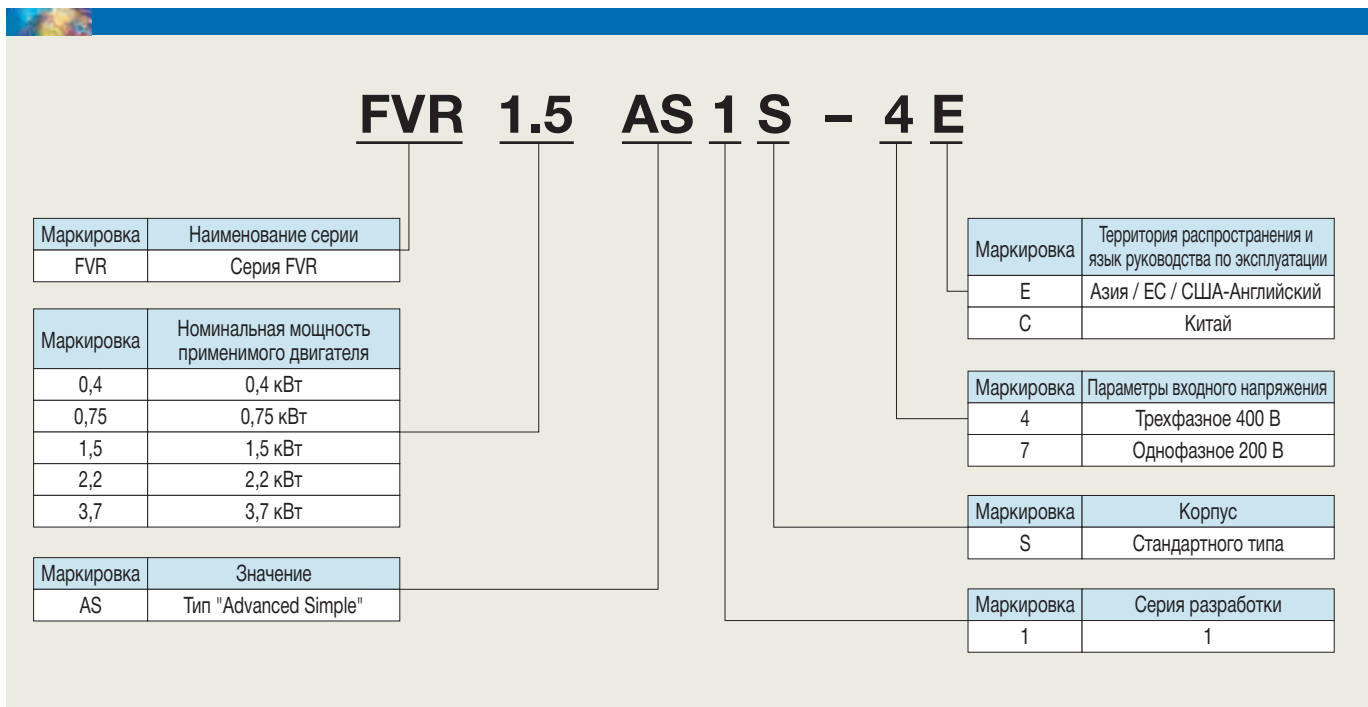 FVR 1.5 AS 1 S – 4 E
Маркировка Наименование серии
FVR Серия FVR
Маркировка Номинальная мощность
применимого двигателя
0,4 0,4 кВт
0,75 0,75 кВт
1,5 1,5 кВт
2,2 2,2 кВт
3,7 3,7 кВт
Маркировка Значение
AS Тип "Advanced Simple"
Маркировка Территория распространения и
язык руководства по эксплуатации
E Азия / ЕС / США-Английский
C Китай
Маркировка Параметры входного напряжения
4 Трехфазное 400 В
7 Однофазное 200 В
Маркировка Корпус
S Стандартного типа
Маркировка Серия разработки
1 1